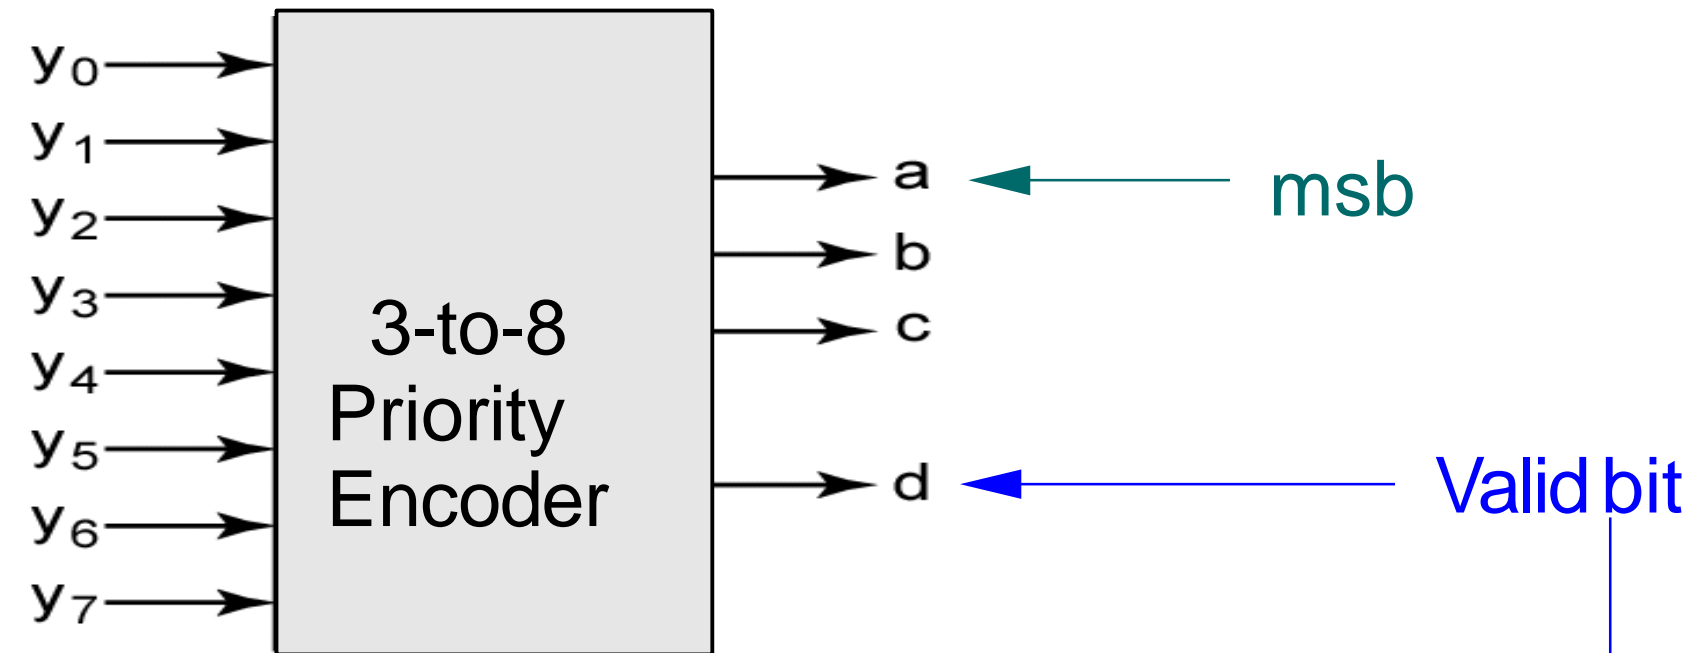 y0
y1
y2
y3
y4
y5
y6
y7
3-to-8
Priority
Encoder
a
b
c
d
msb
Valid bit